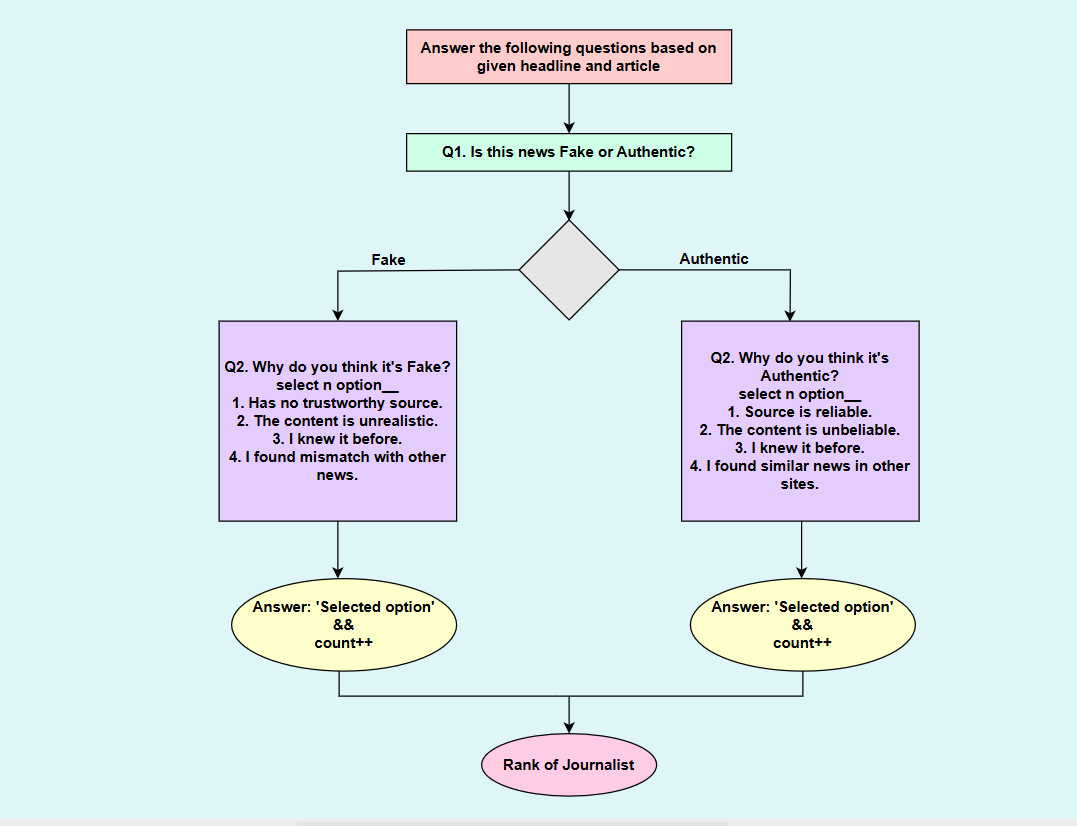 Answer the following questions based on
given headline and article
Q1. Is this news Fake or Authentic?
Fake
Authentic
Q2. Why do you think it's Fake?
select n option__
1. Has no trustworthy source.
2. The content is unrealistic.
3. I knew it before.
4. I found mismatch with other
news.
Q2. Why do you think it's
Authentic?
select n option__
1. Source is reliable.
2. The content is unbeliable.
3. I knew it before.
4. I found similar news in other
sites.
Answer: 'Selected option'
&&
count++
Answer: 'Selected option'
&&
count++
Rank of Journalist